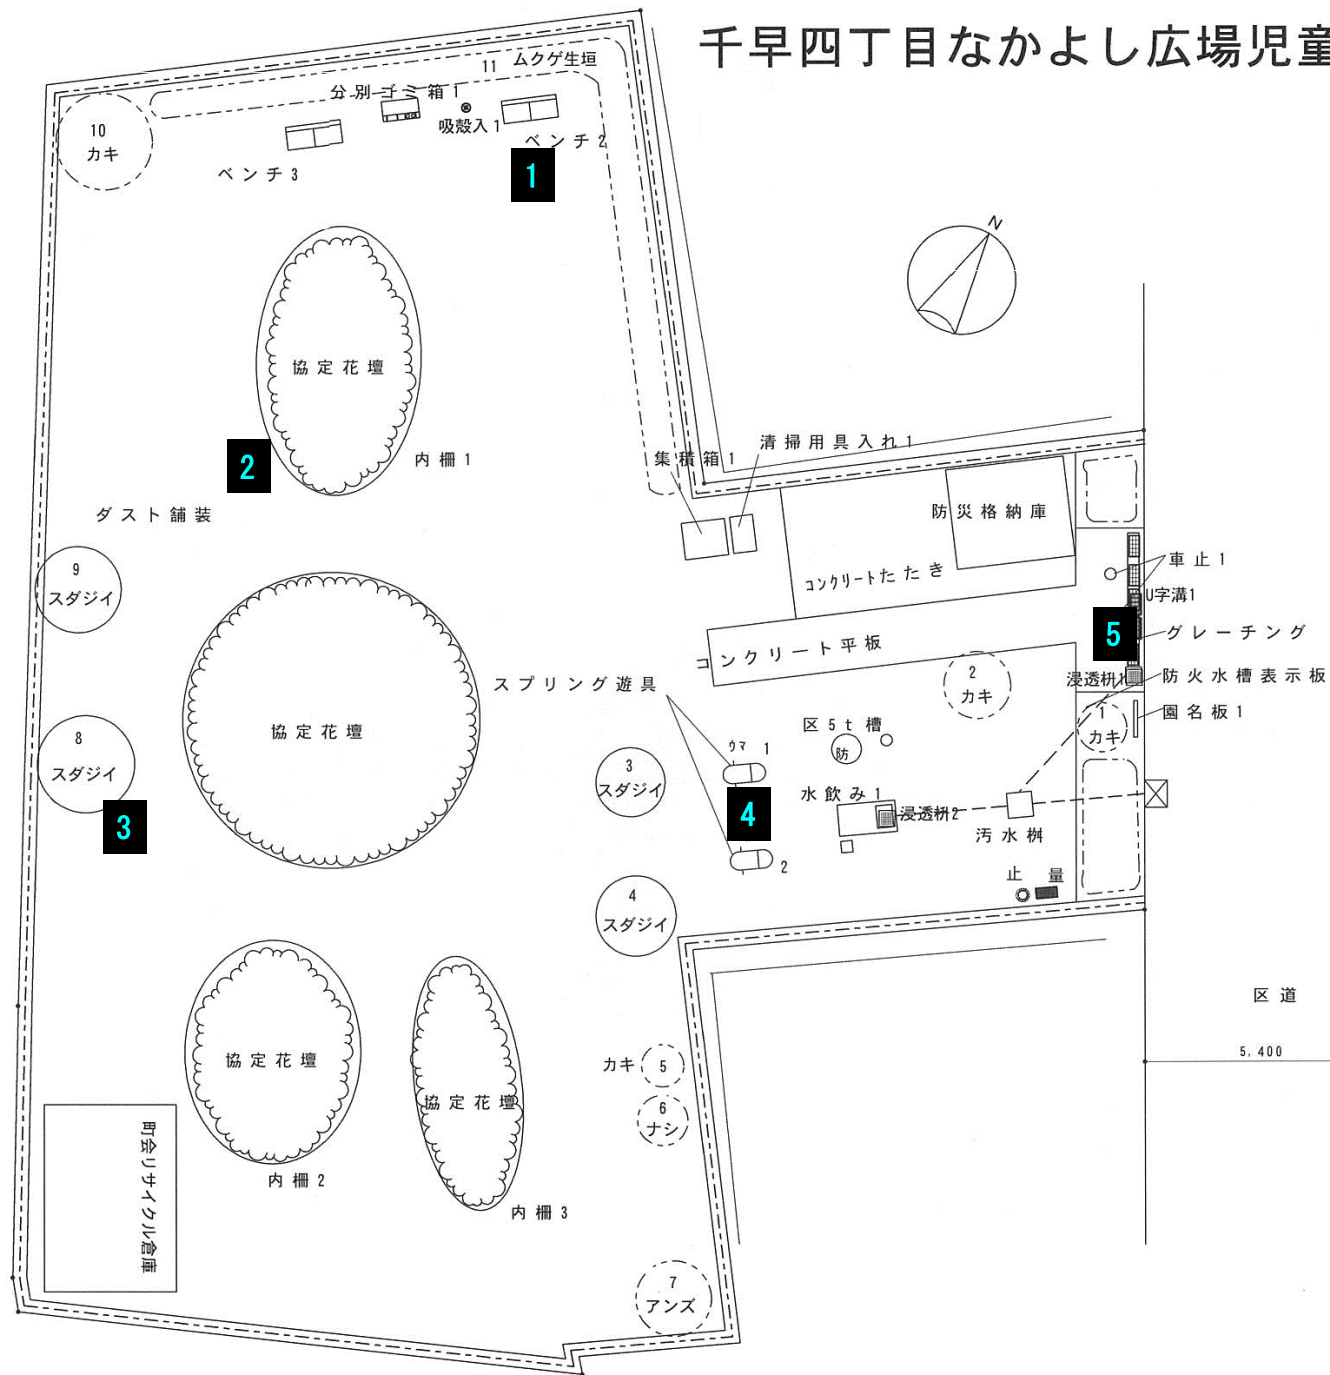 千早四丁目なかよし広場児童
11
ムクゲ生垣
分別ゴミ箱1
吸殻入1
ベンチ2
10
カキ
ベンチ3
1
N
協定花壇
2
内柵1
清掃用具入れ1
集積箱1
ダスト舗装
防災格納庫
9
スダジイ
コンクリートたたき
車止1
U字溝1
5
グレーチング
コンクリート平板
2
カキ
浸透枡1
防火水槽表示板
スプリング遊具
1
カキ
園名板1
区5t槽
防
協定花壇
8
スダジイ
3
スダジイ
ウマ 1
水飲み1
浸透枡2
3
4
汚水桝
2
止 量
4
スダジイ
区道
5,400
協定花壇
カキ 5
協定花壇
6
ナシ
町会リサイクル倉庫
内柵2
内柵3
7
アンズ